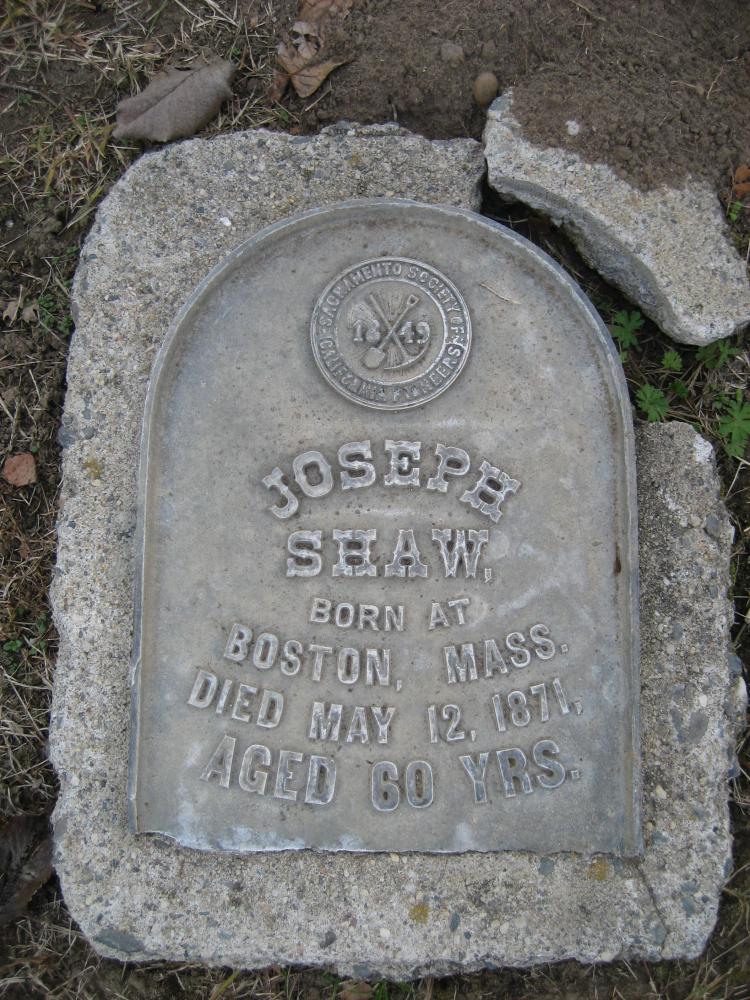 SACRAMENTO SOCIETY OF
CALIFORNIA PIONEERS
1849
JOSEPH
SHAW,
BORN AT
BOSTON, MASS.
DIED MAY 12, 1871,
AGED 60 YRS.